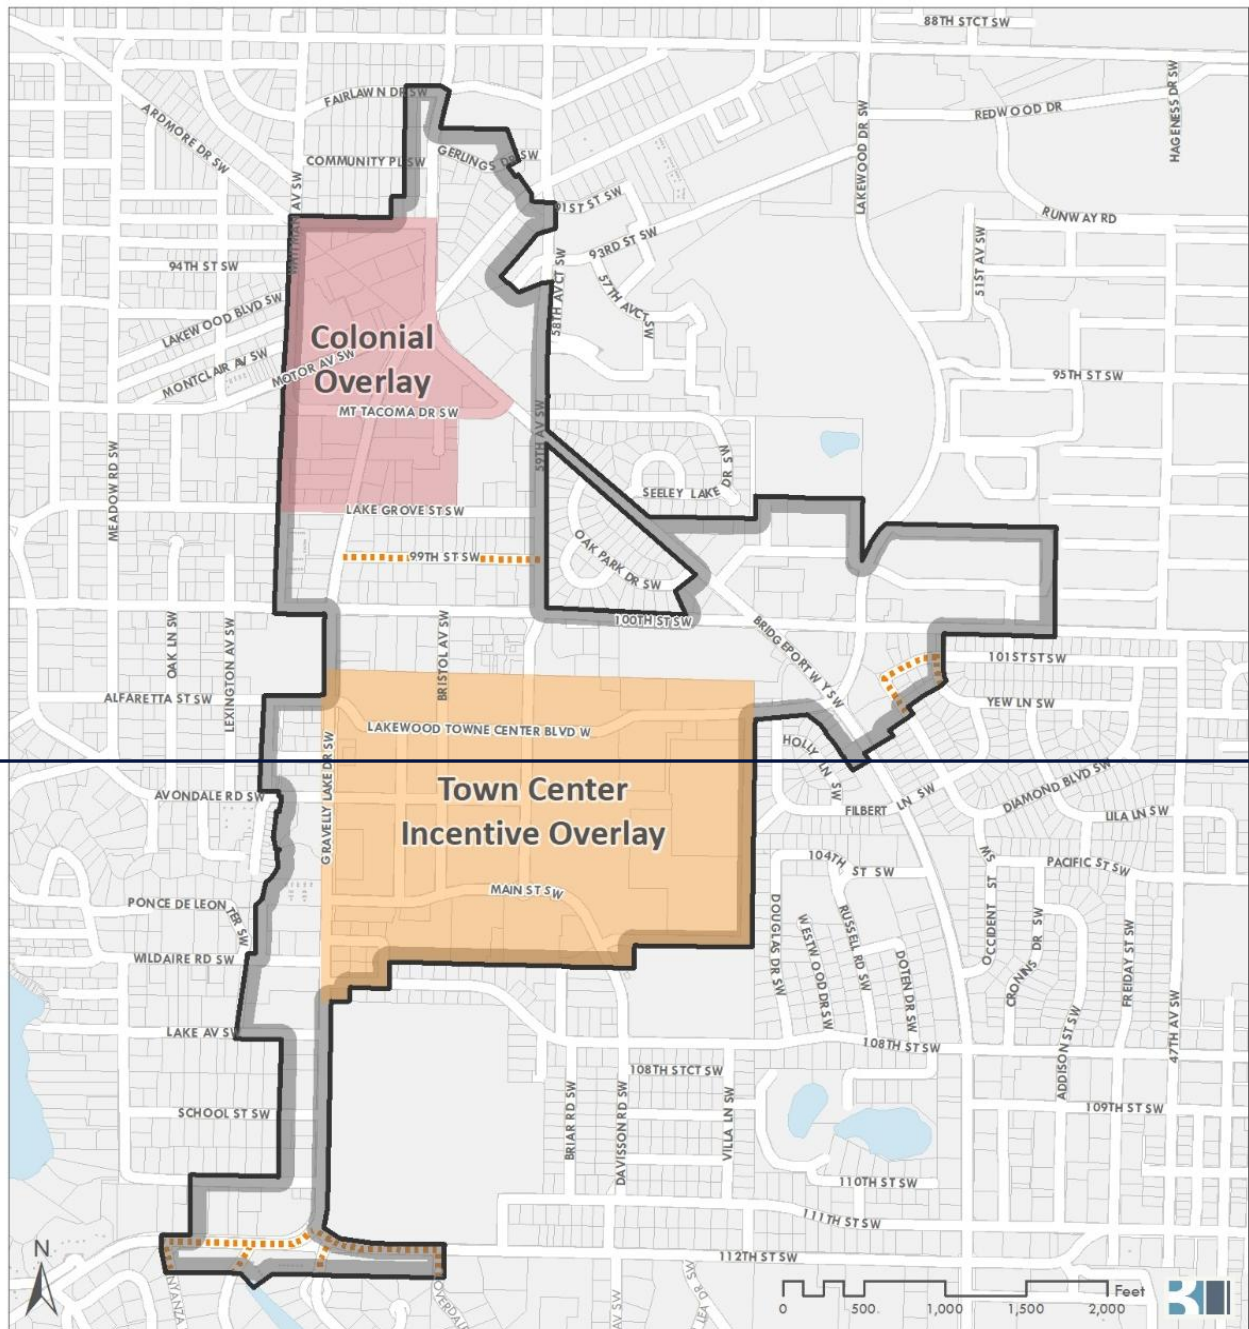 88TH STCT SW
FAIRLAWN DR SW
ARDMORE DR SW
REDWOOD DR
HAGENESS DR SW
COMMUNITY PL SW
GERLINGS DR SW
LAKEWOOD DR SW
WHITMAN AV SW
91ST ST SW
RUNWAY RD
93RD ST SW
94TH ST SW
58TH AVCT SW
57TH AVCT SW
51ST AV SW
LAKEWOOD BLVD SW
Colonial
Overlay
MONTCLAIR AV SW
MOTOR AV SW
95TH ST SW
MT TACOMA DR SW
59TH AV SW
MEADOW RD SW
SEELEY LAKE DR SW
LAKE GROVE ST SW
99TH ST SW
OAK PARK DR SW
OAK LN SW
LEXINGTON AV SW
BRISTOL AV SW
100TH ST SW
BRIDGEPORT W Y SW
101ST ST SW
ALFARETTA ST SW
YEW LN SW
LAKEWOOD TOWNE CENTER BLVD W
HOLLY LN SW
GRAVELLY LAKE DR SW
Town Center
Incentive Overlay
AVONDALE RD SW
FILBERT LN SW
DIAMOND BLVD SW
LILA LN SW
104TH ST SW
PACIFIC ST SW
MAIN ST SW
PONCE DE LEON TER SW
DOUGLAS DR SW
WESTWOOD DR SW
RUSSELL RD SW
DOTEN DR SW
OCCIDENT ST SW
CRONINS DR SW
FREIDAY ST SW
WILDAIRE RD SW
LAKE AV SW
108TH ST SW
ADDISON ST SW
47TH AV SW
108TH STCT SW
BRIAR RD SW
DAVISSON RD SW
VILLA LN SW
SCHOOL ST SW
109TH ST SW
110TH ST SW
111TH ST SW
112TH ST SW
N
NYANZA
OVERDALE
AV SW
Feet
0 500 1,000 1,500 2,000